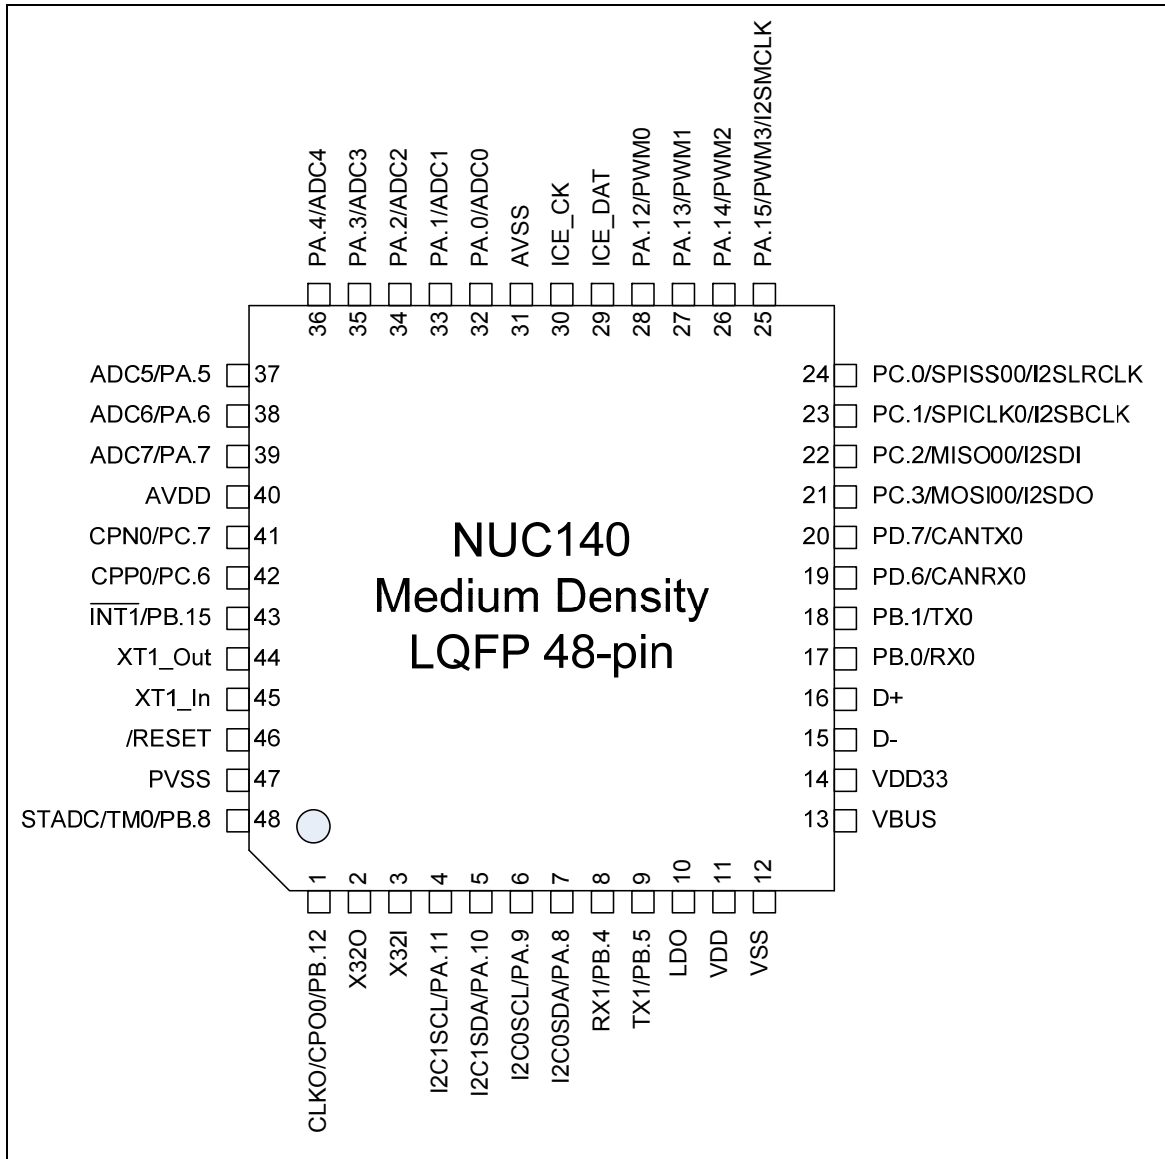 PA.4/ADC4
PA.3/ADC3
PA.2/ADC2
PA.1/ADC1
PA.0/ADC0
AVSS
ICE_CK
ICE_DAT
PA.12/PWM0
PA.13/PWM1
PA.14/PWM2
PA.15/PWM3/I2SMCLK
36
35
34
33
32
31
30
29
28
27
26
25
ADC5/PA.5 37
ADC6/PA.6 38
ADC7/PA.7 39
AVDD 40
CPN0/PC.7 41
CPP0/PC.6 42
INT1/PB.15 43
XT1_Out 44
XT1_In 45
/RESET 46
PVSS 47
STADC/TM0/PB.8 48
NUC140
Medium Density
LQFP 48-pin
24 PC.0/SPISS00/I2SLRCLK
23 PC.1/SPICLK0/I2SBCLK
22 PC.2/MISO00/I2SDI
21 PC.3/MOSI00/I2SDO
20 PD.7/CANTX0
19 PD.6/CANRX0
18 PB.1/TX0
17 PB.0/RX0
16 D+
15 D-
14 VDD33
13 VBUS
1
2
3
4
5
6
7
8
9
10
11
12
CLKO/CPO0/PB.12
X32O
X32I
I2C1SCL/PA.11
I2C1SDA/PA.10
I2C0SCL/PA.9
I2C0SDA/PA.8
RX1/PB.4
TX1/PB.5
LDO
VDD
VSS